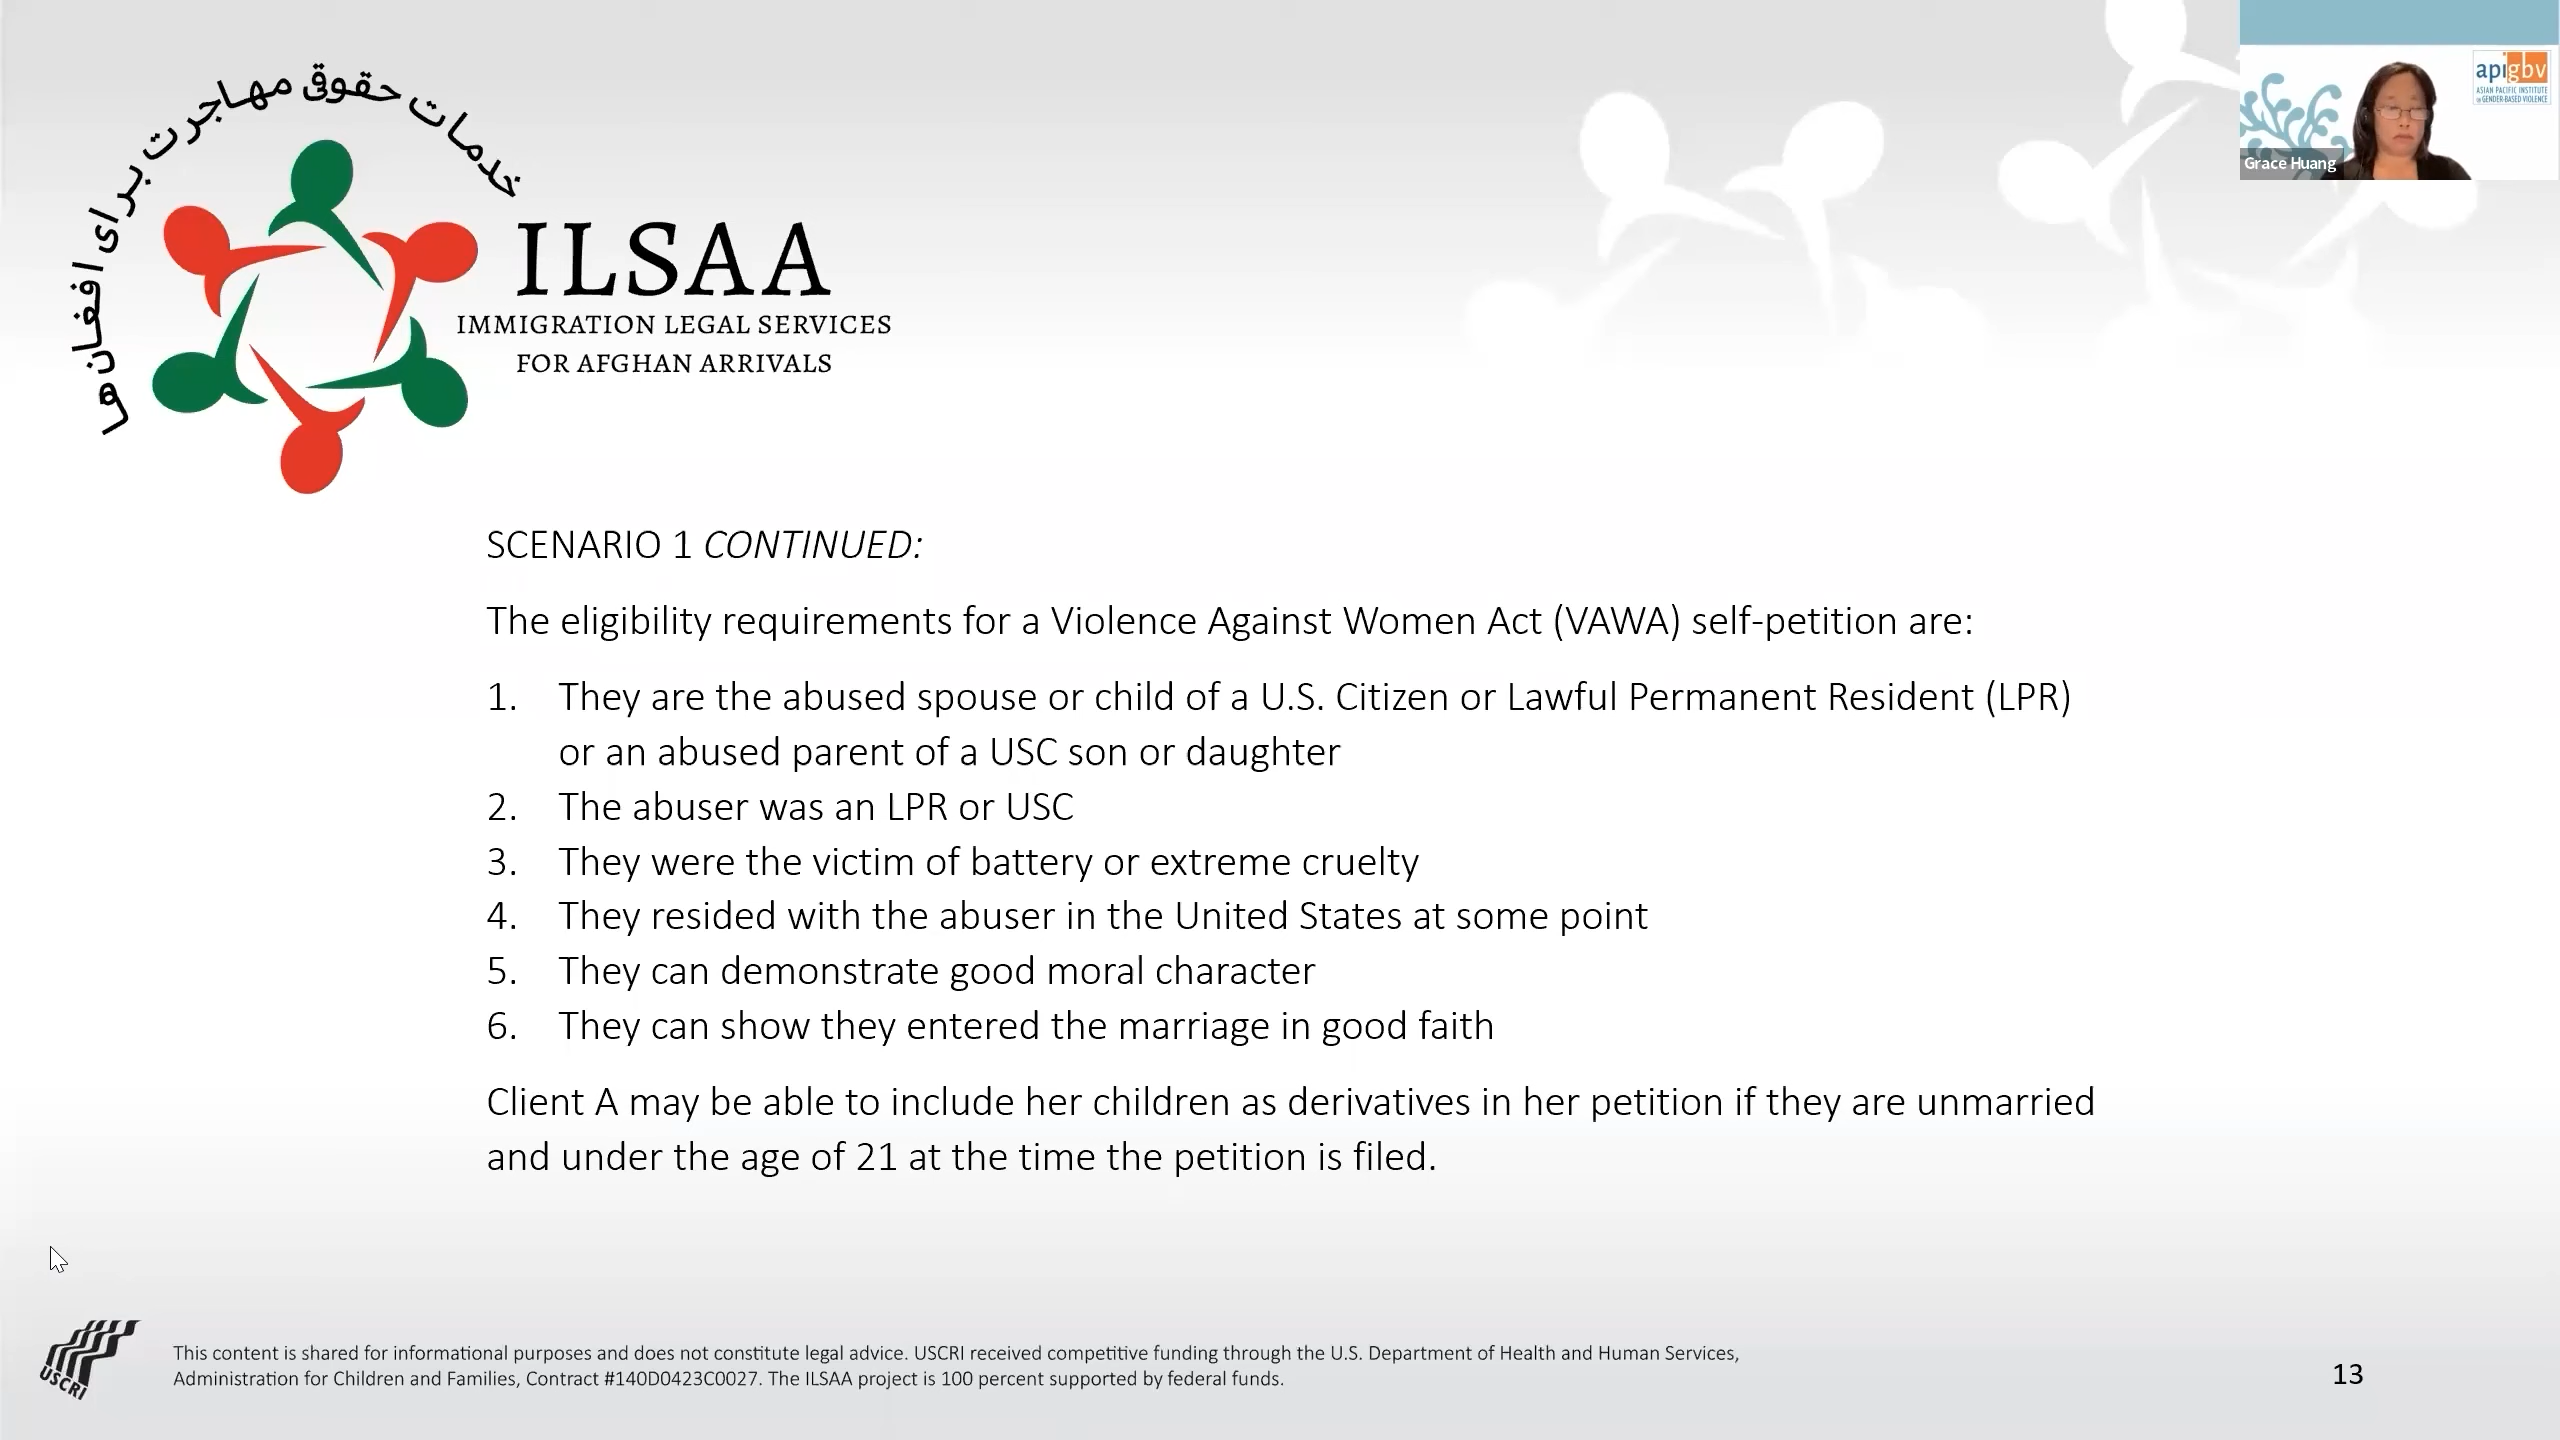 خدمات حقوقی مهاجرت برای افغان ها
ILSAA
IMMIGRATION LEGAL SERVICES
FOR AFGHAN ARRIVALS
apigbv
ASIAN PACIFIC INSTITUTE
on GENDER-BASED VIOLENCE
Grace Huang
SCENARIO 1 CONTINUED:
The eligibility requirements for a Violence Against Women Act (VAWA) self-petition are:
1. They are the abused spouse or child of a U.S. Citizen or Lawful Permanent Resident (LPR)
or an abused parent of a USC son or daughter
2. The abuser was an LPR or USC
3. They were the victim of battery or extreme cruelty
4. They resided with the abuser in the United States at some point
5. They can demonstrate good moral character
6. They can show they entered the marriage in good faith
Client A may be able to include her children as derivatives in her petition if they are unmarried
and under the age of 21 at the time the petition is filed.
USCRI
This content is shared for informational purposes and does not constitute legal advice. USCRI received competitive funding through the U.S. Department of Health and Human Services,
Administration for Children and Families, Contract #140D0423C0027. The ILSAA project is 100 percent supported by federal funds.
13